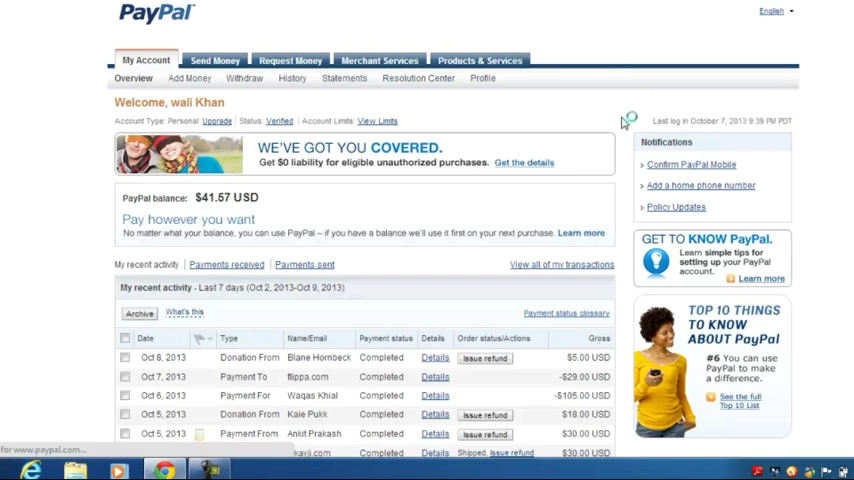 PayPal
English
My Account Send Money Request Money Merchant Services Products & Services
Overview Add Money Withdraw History Statements Resolution Center Profile
Welcome, wali Khan
Account Type: Personal Upgrade Status: Verified Account Limits: View Limits
Last log in October 7, 2013 9:39 PM PDT
WE'VE GOT YOU COVERED.
Get $0 liability for eligible unauthorized purchases. Get the details
PayPal balance: $41.57 USD
Pay however you want
No matter what your balance, you can use PayPal – if you have a balance we'll use it first on your next purchase. Learn more
My recent activity Payments received Payments sent View all of my transactions
My recent activity - Last 7 days (Oct 2, 2013-Oct 9, 2013)
Archive What's this Payment status glossary
Date Type Name/Email Payment status Details Order status/Actions Gross
Oct 8, 2013 Donation From Blane Hornbeck Completed Details Issue refund $5.00 USD
Oct 7, 2013 Payment To flippa.com Completed Details -$29.00 USD
Oct 6, 2013 Payment For Waqas Khial Completed Details -$105.00 USD
Oct 5, 2013 Donation From Kaie Pukk Completed Details Issue refund $18.00 USD
Oct 5, 2013 Payment From Ankit Prakash Completed Details Issue refund $30.00 USD
kayji.com Completed Details Shipped, Issue refund $30.00 USD
Notifications
Confirm PayPal Mobile
Add a home phone number
Policy Updates
GET TO KNOW PayPal.
Learn simple tips for
setting up your PayPal
account.
Learn more
TOP 10 THINGS
TO KNOW
ABOUT PayPal
#6 You can use
PayPal to make
a difference.
See the full
Top 10 List
for www.paypal.com...